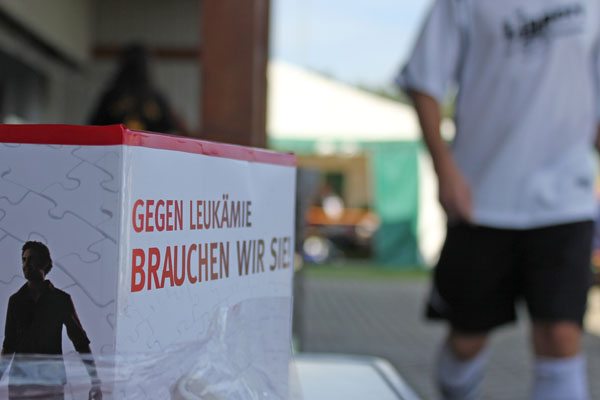 GEGEN LEUKÄMIE
BRAUCHEN WIR SIE!